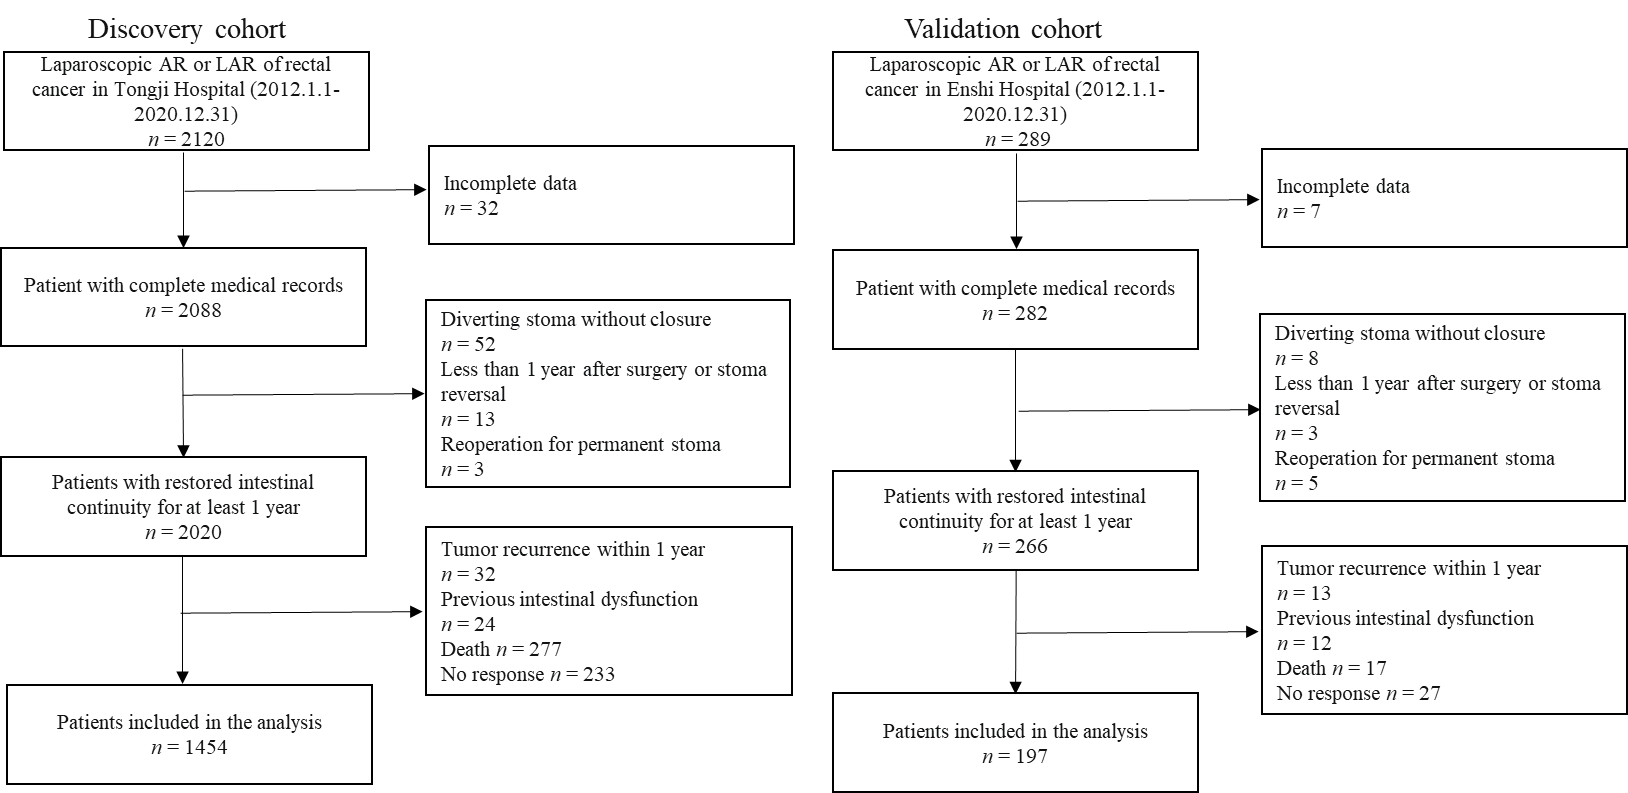 Discovery cohort
Laparoscopic AR or LAR of rectal
cancer in Tongji Hospital (2012.1.1-
2020.12.31)
n = 2120
Incomplete data
n = 32
Patient with complete medical records
n = 2088
Diverting stoma without closure
n = 52
Less than 1 year after surgery or stoma
reversal
n = 13
Reoperation for permanent stoma
n = 3
Patients with restored intestinal
continuity for at least 1 year
n = 2020
Tumor recurrence within 1 year
n = 32
Previous intestinal dysfunction
n = 24
Death n = 277
No response n = 233
Patients included in the analysis
n = 1454
Validation cohort
Laparoscopic AR or LAR of rectal
cancer in Enshi Hospital (2012.1.1-
2020.12.31)
n = 289
Incomplete data
n = 7
Patient with complete medical records
n = 282
Diverting stoma without closure
n = 8
Less than 1 year after surgery or stoma
reversal
n = 3
Reoperation for permanent stoma
n = 5
Patients with restored intestinal
continuity for at least 1 year
n = 266
Tumor recurrence within 1 year
n = 13
Previous intestinal dysfunction
n = 12
Death n = 17
No response n = 27
Patients included in the analysis
n = 197